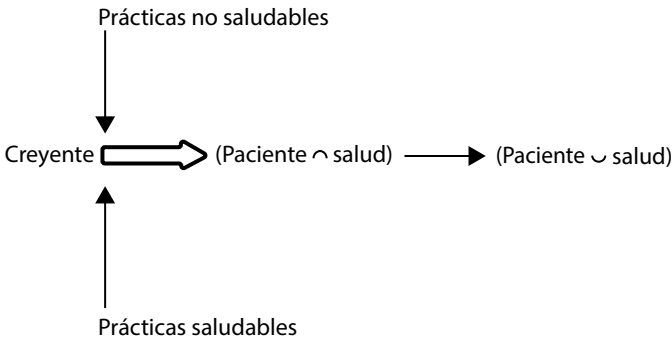 Prácticas no saludables
Creyente (Paciente ∩ salud) (Paciente ∪ salud)
Prácticas saludables